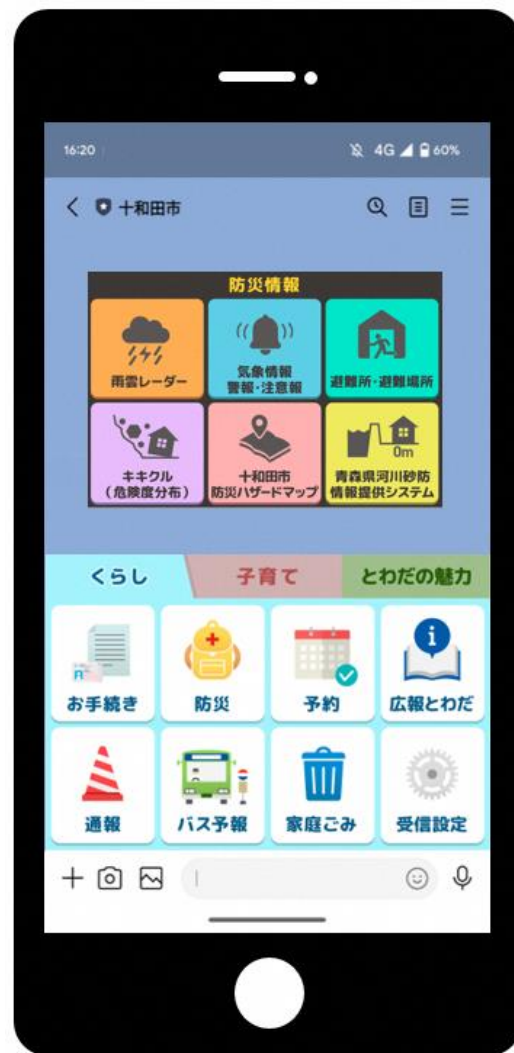 16:20 4G 60%
十和田市
防災情報
雨雲レーダー
気象情報
警報・注意報
避難所・避難場所
キキクル
(危険度分布)
十和田市
防災ハザードマップ
0m
青森県河川砂防
情報提供システム
くらし 子育て とわだの魅力
お手続き 防災 予約 広報とわだ
通報 バス予報 家庭ごみ 受信設定